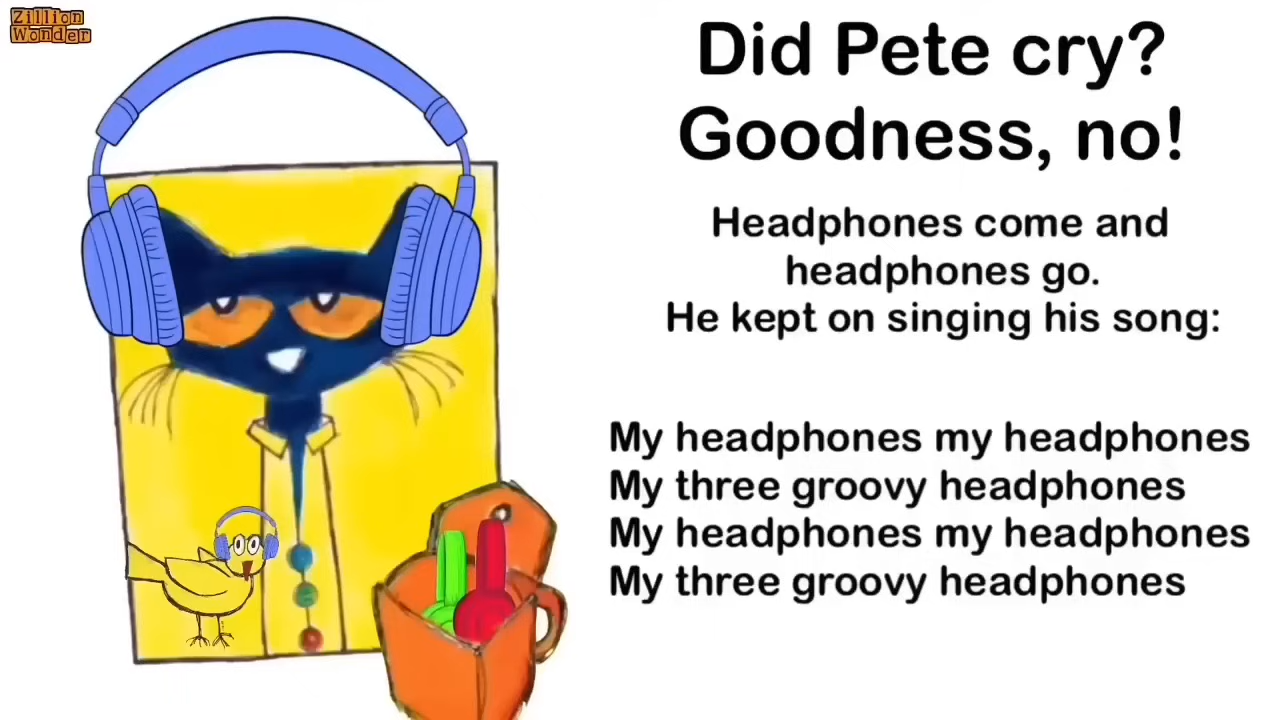 Zillion
Wonder
Did Pete cry?
Goodness, no!
Headphones come and
headphones go.
He kept on singing his song:
My headphones my headphones
My three groovy headphones
My headphones my headphones
My three groovy headphones